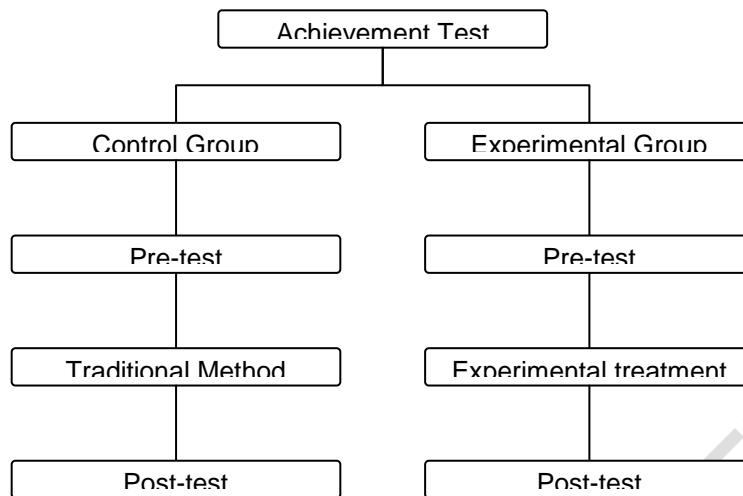 Achievement Test
Control Group
Experimental Group
Pre-test
Pre-test
Traditional Method
Experimental treatment
Post-test
Post-test